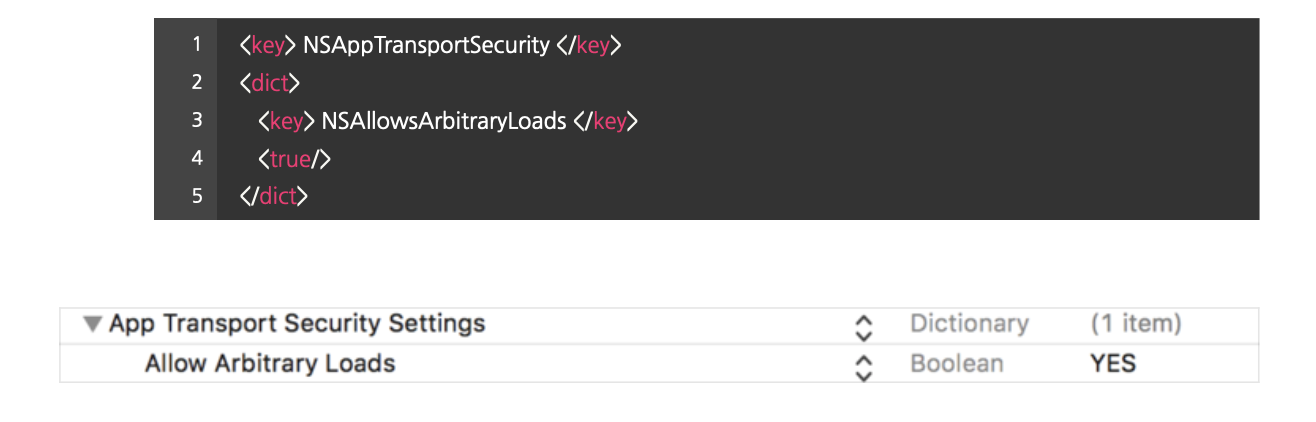 1 <key> NSAppTransportSecurity </key>
2 <dict>
3 <key> NSAllowsArbitraryLoads </key>
4 <true/>
5 </dict>
App Transport Security Settings Dictionary (1 item)
Allow Arbitrary Loads Boolean YES